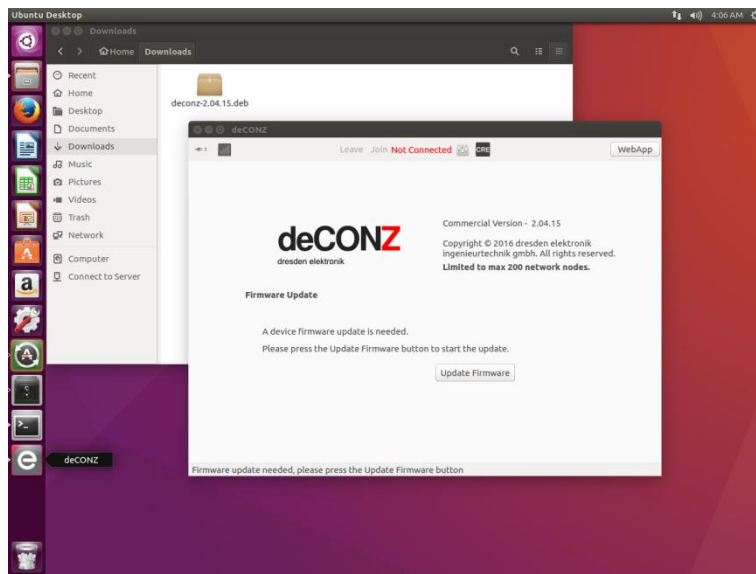 Ubuntu Desktop
4:06 AM
Downloads
Home Downloads
Recent
Home
Desktop
Documents
Downloads
Music
Pictures
Videos
Trash
Network
Computer
Connect to Server
deconz-2.04.15.deb
deCONZ
Leave Join Not Connected CRE WebApp
deCONZ
dresden elektronik
Commercial Version - 2.04.15
Copyright © 2016 dresden elektronik
ingenieurtechnik gmbh. All rights reserved.
Limited to max 200 network nodes.
Firmware Update
A device firmware update is needed.
Please press the Update Firmware button to start the update.
Update Firmware
Firmware update needed, please press the Update Firmware button
deCONZ